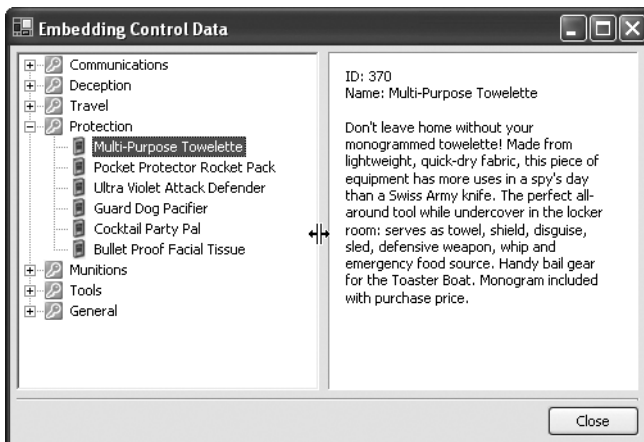 Embedding Control Data
Communications
Deception
Travel
Protection
Multi-Purpose Towelette
Pocket Protector Rocket Pack
Ultra Violet Attack Defender
Guard Dog Pacifier
Cocktail Party Pal
Bullet Proof Facial Tissue
Munitions
Tools
General
ID: 370
Name: Multi-Purpose Towelette
Don't leave home without your
monogrammed towelette! Made from
lightweight, quick-dry fabric, this piece of
equipment has more uses in a spy's day
than a Swiss Army knife. The perfect all-
around tool while undercover in the locker
room: serves as towel, shield, disguise,
sled, defensive weapon, whip and
emergency food source. Handy bail gear
for the Toaster Boat. Monogram included
with purchase price.
Close